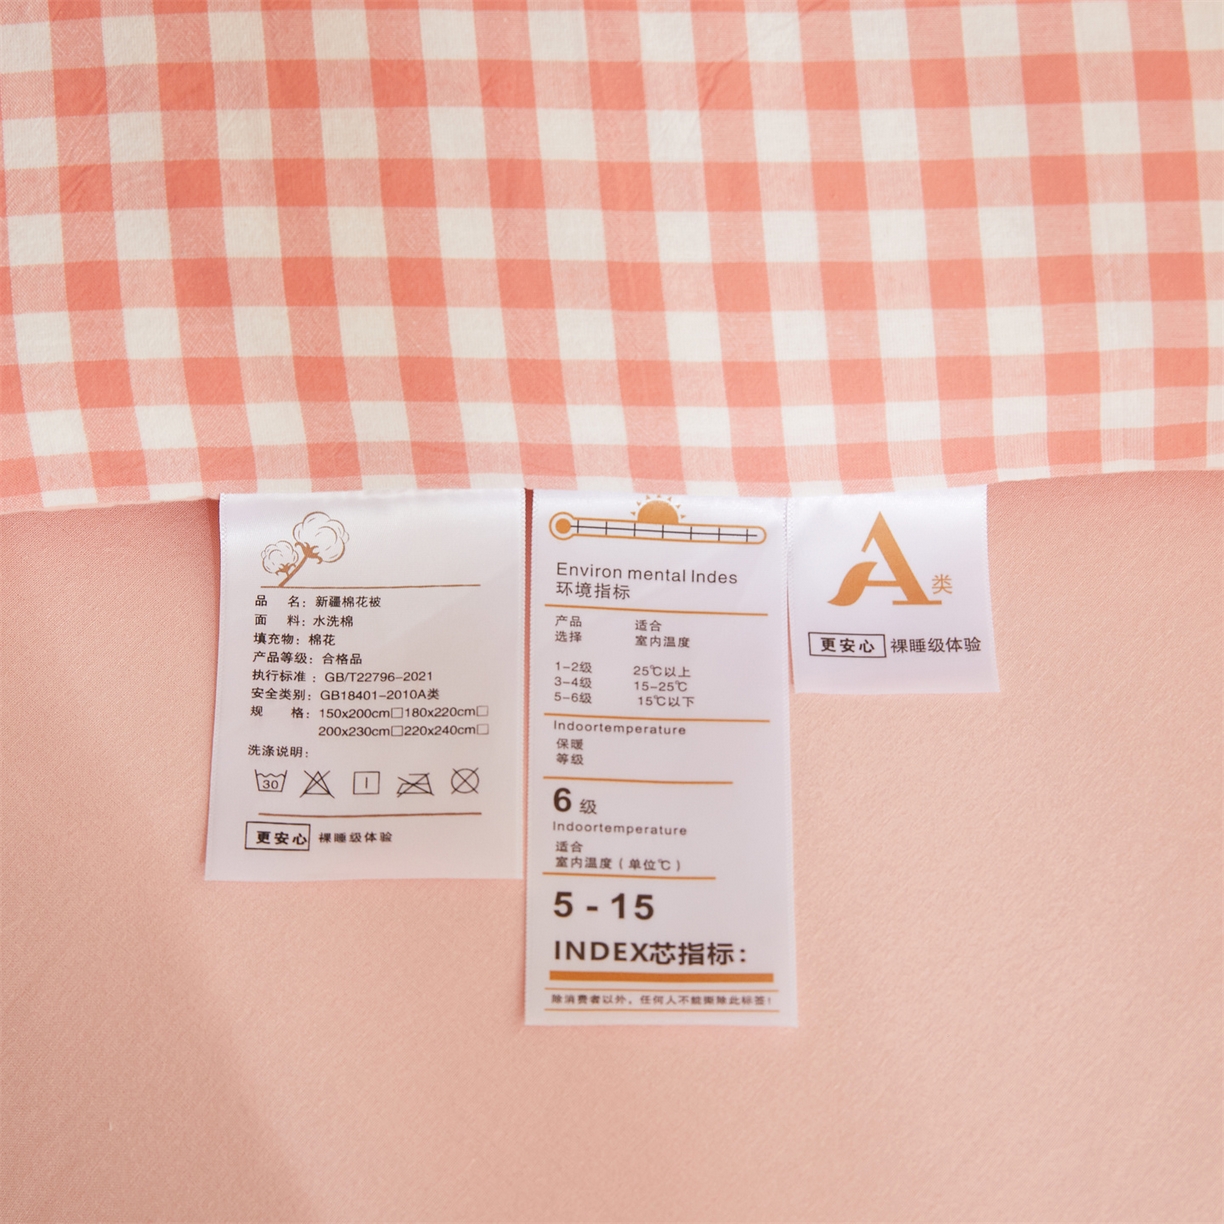 品 名：新疆棉花被
面 料：水洗棉
填充物：棉花
产品等级：合格品
执行标准：GB/T22796-2021
安全类别：GB18401-2010A类
规 格：150x200cm□180x220cm□
200x230cm□220x240cm□
洗涤说明：
30
更安心 裸睡级体验
Environ mental Indes
环境指标
产品 适合
选择 室内温度
1-2级 25℃以上
3-4级 15-25℃
5-6级 15℃以下
Indoortemperature
保暖
等级
6 级
Indoortemperature
适合
室内温度（单位℃）
5 - 15
INDEX芯指标：
除消费者以外，任何人不能撕除此标签！
A类
更安心 裸睡级体验